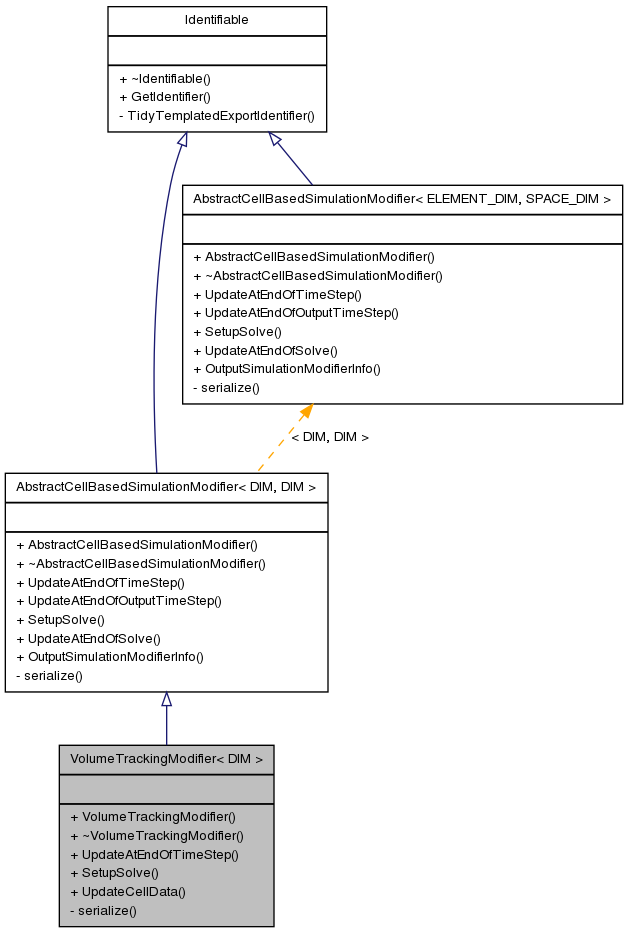 Identifiable
+ ~Identifiable()
+ GetIdentifier()
- TidyTemplatedExportIdentifier()
AbstractCellBasedSimulationModifier< ELEMENT_DIM, SPACE_DIM >
+ AbstractCellBasedSimulationModifier()
+ ~AbstractCellBasedSimulationModifier()
+ UpdateAtEndOfTimeStep()
+ UpdateAtEndOfOutputTimeStep()
+ SetupSolve()
+ UpdateAtEndOfSolve()
+ OutputSimulationModifierInfo()
- serialize()
< DIM, DIM >
AbstractCellBasedSimulationModifier< DIM, DIM >
+ AbstractCellBasedSimulationModifier()
+ ~AbstractCellBasedSimulationModifier()
+ UpdateAtEndOfTimeStep()
+ UpdateAtEndOfOutputTimeStep()
+ SetupSolve()
+ UpdateAtEndOfSolve()
+ OutputSimulationModifierInfo()
- serialize()
VolumeTrackingModifier< DIM >
+ VolumeTrackingModifier()
+ ~VolumeTrackingModifier()
+ UpdateAtEndOfTimeStep()
+ SetupSolve()
+ UpdateCellData()
- serialize()